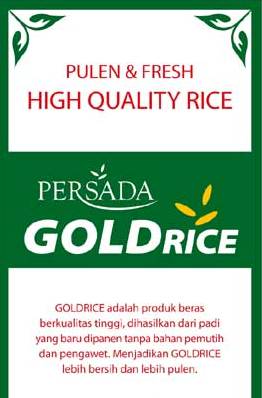 PULEN & FRESH
HIGH QUALITY RICE
PERSADA
GOLDRICE
GOLDRICE adalah produk beras
berkualitas tinggi, dihasilkan dari padi
yang baru dipanen tanpa bahan pemutih
dan pengawet. Menjadikan GOLDRICE
lebih bersih dan lebih pulen.